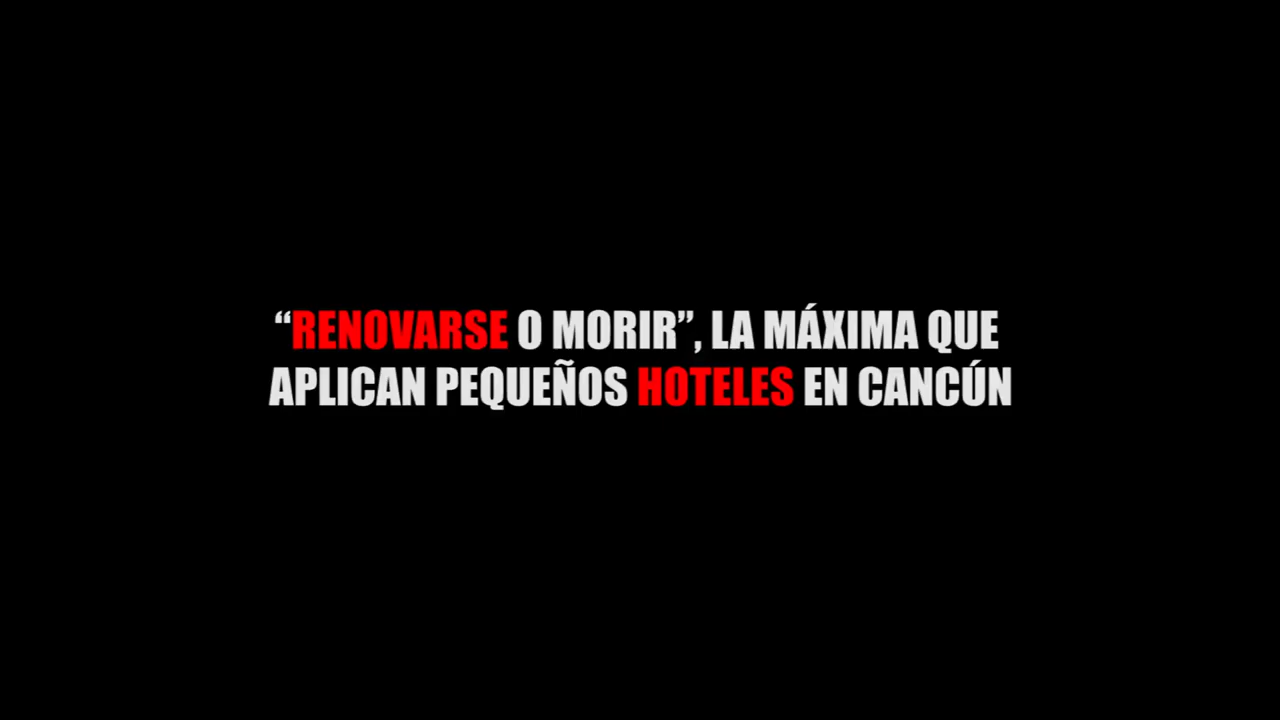 “RENOVARSE O MORIR”, LA MÁXIMA QUE
APLICAN PEQUEÑOS HOTELES EN CANCÚN